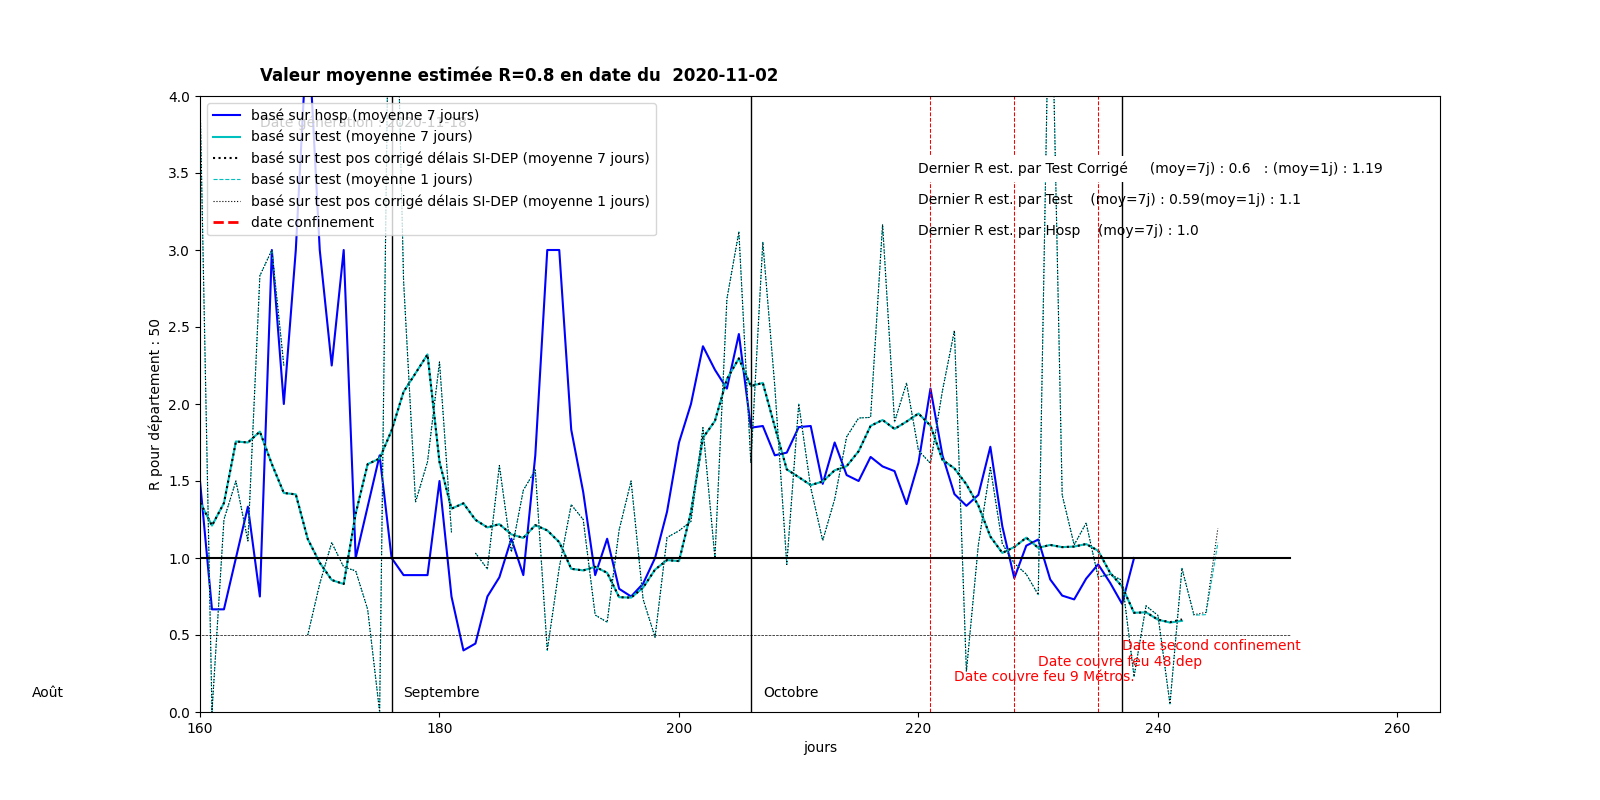 Valeur moyenne estimée R=0.8 en date du  2020-11-02
Date génération : 2020-11-18
basé sur hosp (moyenne 7 jours)
basé sur test (moyenne 7 jours)
basé sur test pos corrigé délais SI-DEP (moyenne 7 jours)
basé sur test (moyenne 1 jours)
basé sur test pos corrigé délais SI-DEP (moyenne 1 jours)
date confinement
Dernier R est. par Test Corrigé (moy=7j) : 0.6 : (moy=1j) : 1.19
Dernier R est. par Test (moy=7j) : 0.59(moy=1j) : 1.1
Dernier R est. par Hosp (moy=7j) : 1.0
R pour département : 50
4.0
3.5
3.0
2.5
2.0
1.5
1.0
0.5
0.0
Date second confinement
Date couvre feu 48 dep
Date couvre feu 9 Métros.
Août
Septembre
Octobre
160
180
200
220
240
260
jours